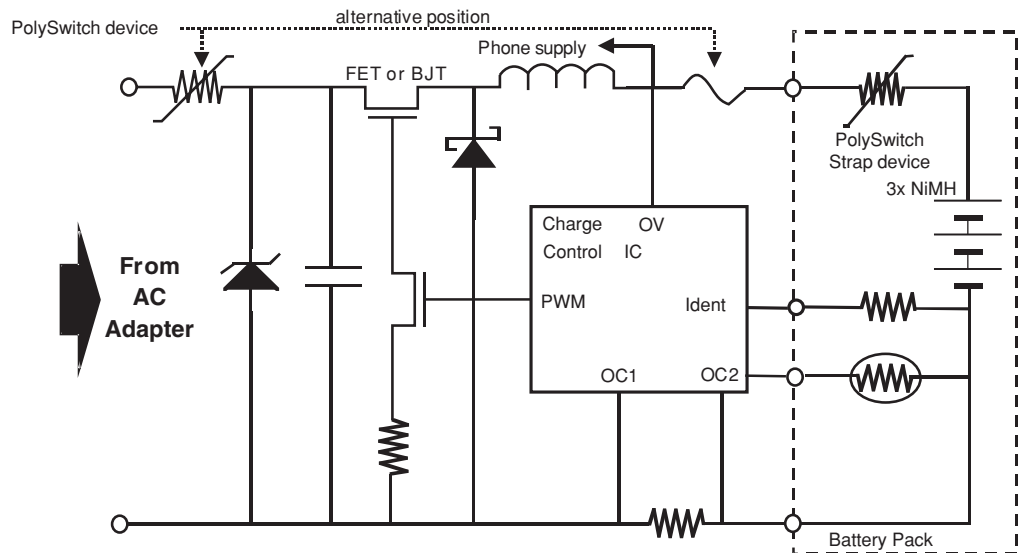 alternative position
PolySwitch device
Phone supply
FET or BJT
PolySwitch
Strap device
3x NiMH
Charge OV
Control IC
From
AC
Adapter
PWM
Ident
OC1 OC2
Battery Pack